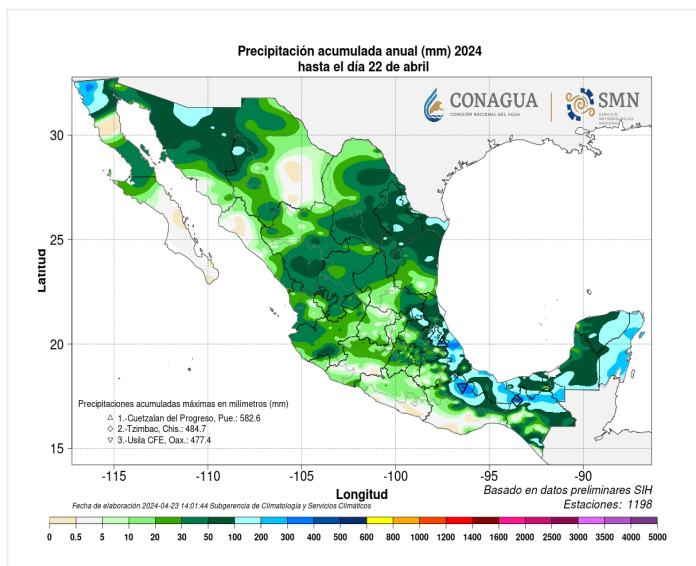 Precipitación acumulada anual (mm) 2024
hasta el día 22 de abril
CONAGUA
COMISIÓN NACIONAL DEL AGUA
SMN
SERVICIO
METEOROLÓGICO
NACIONAL
30
25
20
15
Latitud
Precipitaciones acumuladas máximas en milímetros (mm)
1.-Cuetzalan del Progreso, Pue.: 582.6
2.-Tzimbac, Chis.: 484.7
3.-Usila CFE, Oax.: 477.4
-115 -110 -105 -100 -95 -90
Longitud
Basado en datos preliminares SIH
Estaciones: 1198
Fecha de elaboración 2024-04-23 14:01:44 Subgerencia de Climatología y Servicios Climáticos
0 0.5 5 10 20 30 50 100 200 300 400 500 600 800 1000 1200 1400 1600 2000 2500 3000 3500 4000 5000